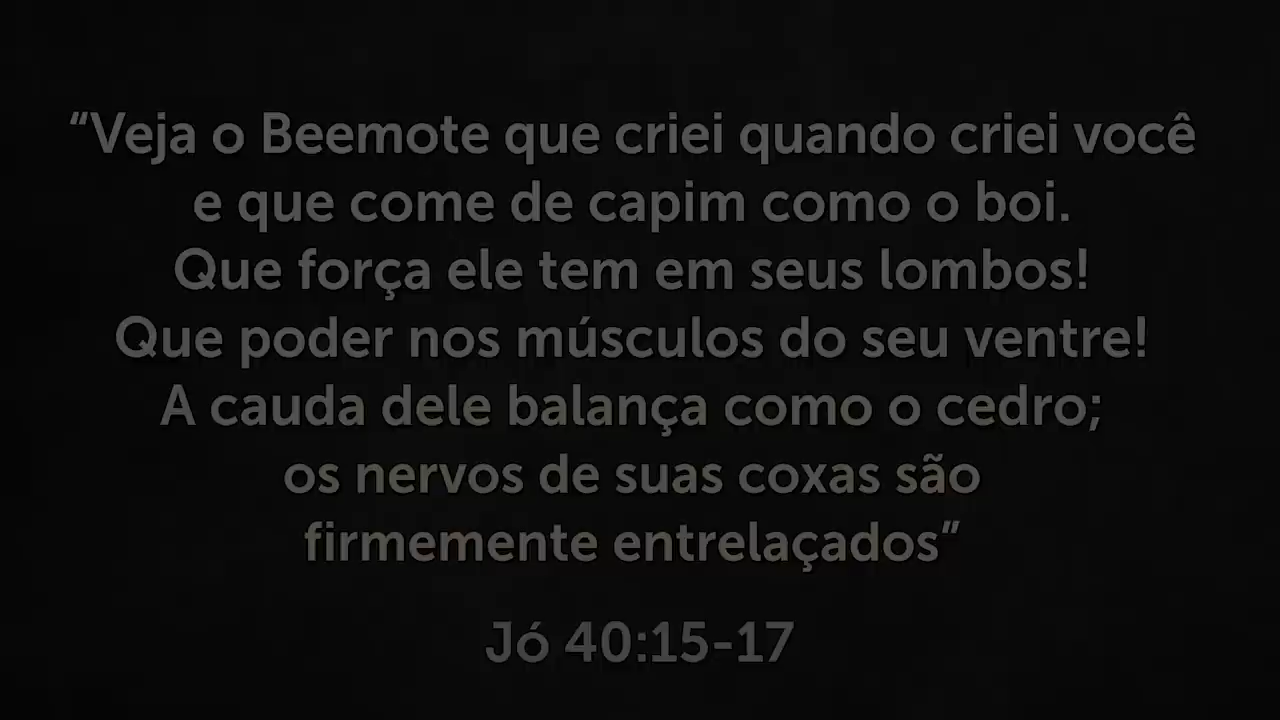 “Veja o Beemote que criei quando criei você
e que come de capim como o boi.
Que força ele tem em seus lombos!
Que poder nos músculos do seu ventre!
A cauda dele balança como o cedro;
os nervos de suas coxas são
firmemente entrelaçados”
Jó 40:15-17